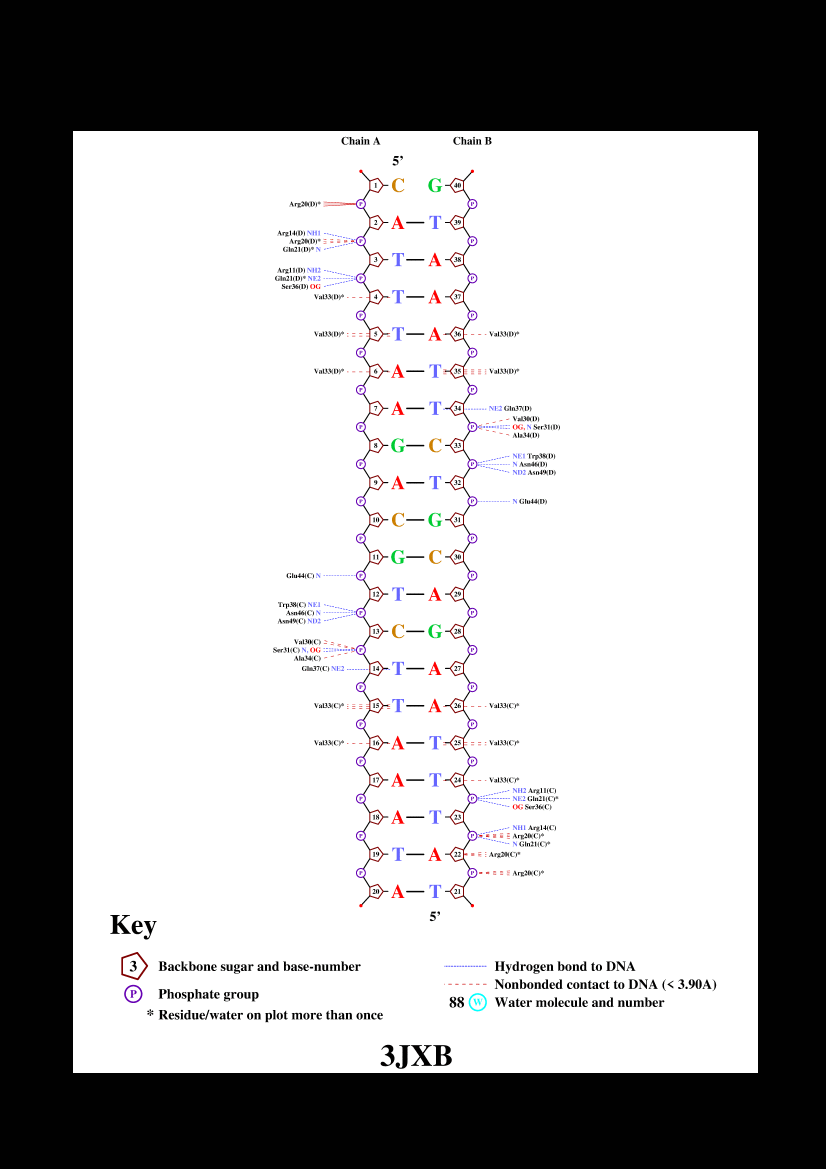 Chain A Chain B
5’
1 C G 40
Arg20(D)* P P
2 A T 39
Arg14(D) NH1
Arg20(D)* P P
Gln21(D)* N
3 T A 38
Arg11(D) NH2
Gln21(D)* NE2 P P
Ser36(D) OG
Val33(D)* 4 T A 37
P P
Val33(D)* 5 T A 36 Val33(D)*
P P
Val33(D)* 6 A T 35 Val33(D)*
P P
7 A T 34 NE2 Gln37(D)
Val30(D)
P P OG, N Ser31(D)
Ala34(D)
8 G C 33
NE1 Trp38(D)
P P N Asn46(D)
ND2 Asn49(D)
9 A T 32
P P N Glu44(D)
10 C G 31
P P
11 G C 30
Glu44(C) N P P
12 T A 29
Trp38(C) NE1
Asn46(C) N P P
Asn49(C) ND2
13 C G 28
Val30(C)
Ser31(C) N, OG P P
Ala34(C)
Gln37(C) NE2 14 T A 27
P P
Val33(C)* 15 T A 26 Val33(C)*
P P
Val33(C)* 16 A T 25 Val33(C)*
P P
17 A T 24 Val33(C)*
NH2 Arg11(C)
P P NE2 Gln21(C)*
OG Ser36(C)
18 A T 23
NH1 Arg14(C)
P P Arg20(C)*
N Gln21(C)*
19 T A 22 Arg20(C)*
P P Arg20(C)*
20 A T 21
5’
Key
3 Backbone sugar and base-number
P Phosphate group
* Residue/water on plot more than once
Hydrogen bond to DNA
Nonbonded contact to DNA (< 3.90A)
88 W Water molecule and number
3JXB